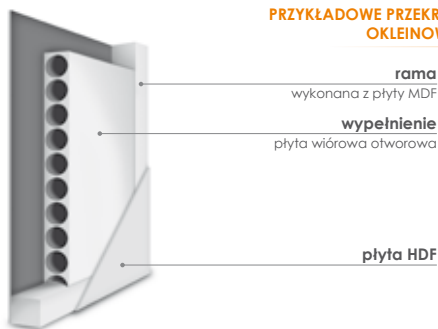 PRZYKŁADOWE PRZEKR
OKLEINOW
rama
wykonana z płyty MDF
wypełnienie
płyta wiórowa otworowa
płyta HDF